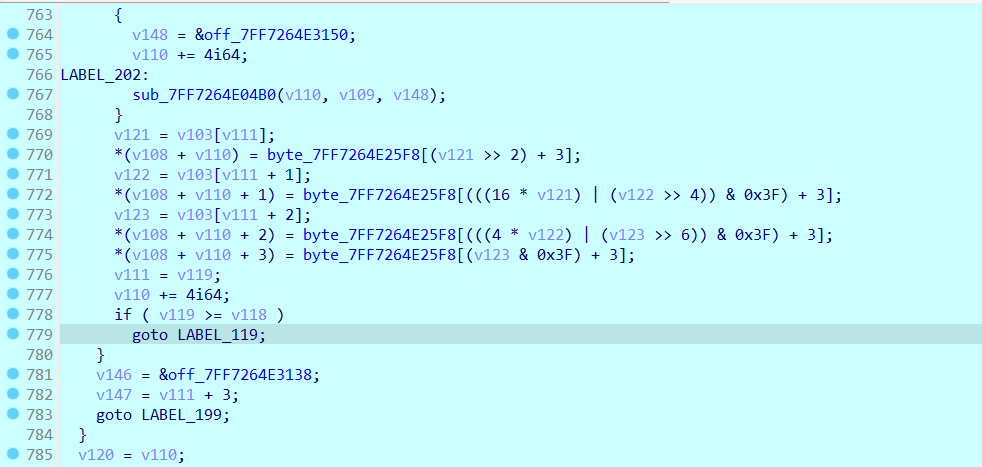 763 {
764 v148 = &off_7FF7264E3150;
765 v110 += 4i64;
766 LABEL_202:
767 sub_7FF7264E04B0(v110, v109, v148);
768 }
769 v121 = v103[v111];
770 *(v108 + v110) = byte_7FF7264E25F8[(v121 >> 2) + 3];
771 v122 = v103[v111 + 1];
772 *(v108 + v110 + 1) = byte_7FF7264E25F8[(((16 * v121) | (v122 >> 4)) & 0x3F) + 3];
773 v123 = v103[v111 + 2];
774 *(v108 + v110 + 2) = byte_7FF7264E25F8[(((4 * v122) | (v123 >> 6)) & 0x3F) + 3];
775 *(v108 + v110 + 3) = byte_7FF7264E25F8[(v123 & 0x3F) + 3];
776 v111 = v119;
777 v110 += 4i64;
778 if ( v119 >= v118 )
779 goto LABEL_119;
780 }
781 v146 = &off_7FF7264E3138;
782 v147 = v111 + 3;
783 goto LABEL_199;
784 }
785 v120 = v110;